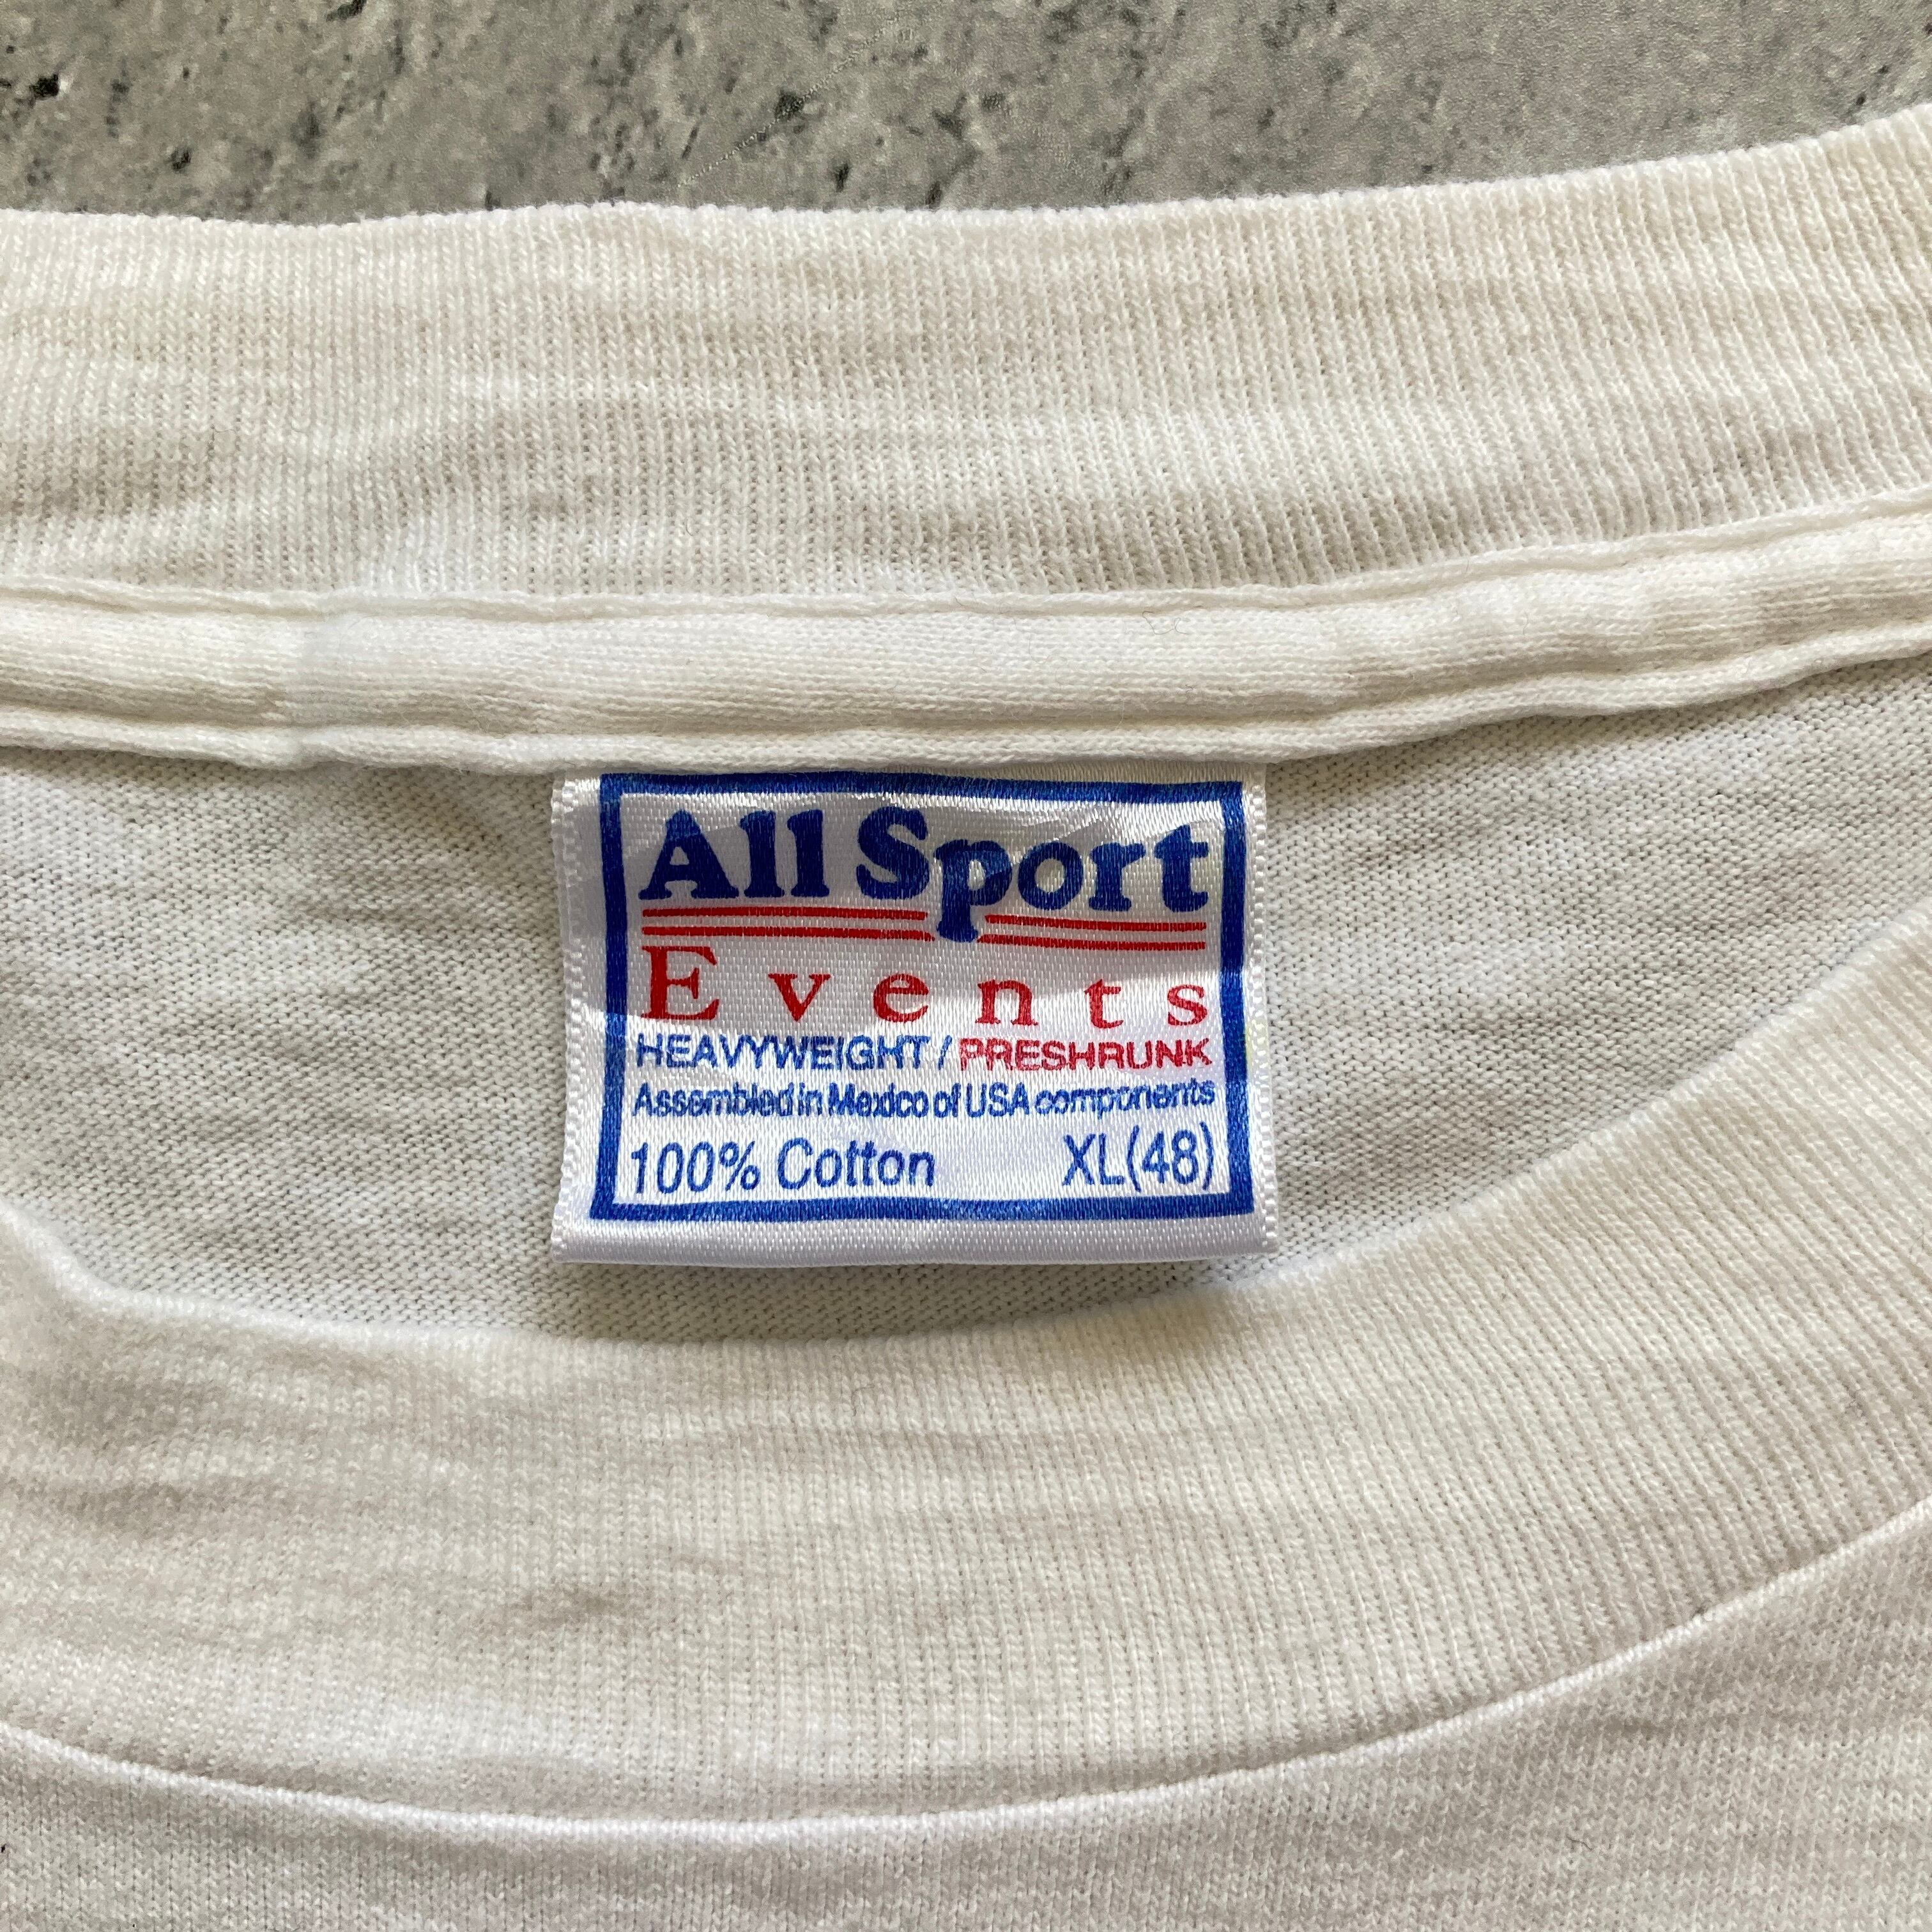 All Sport
Events
HEAVYWEIGHT / PRESHRUNK
Assembled in Mexico of USA components
100% Cotton XL(48)